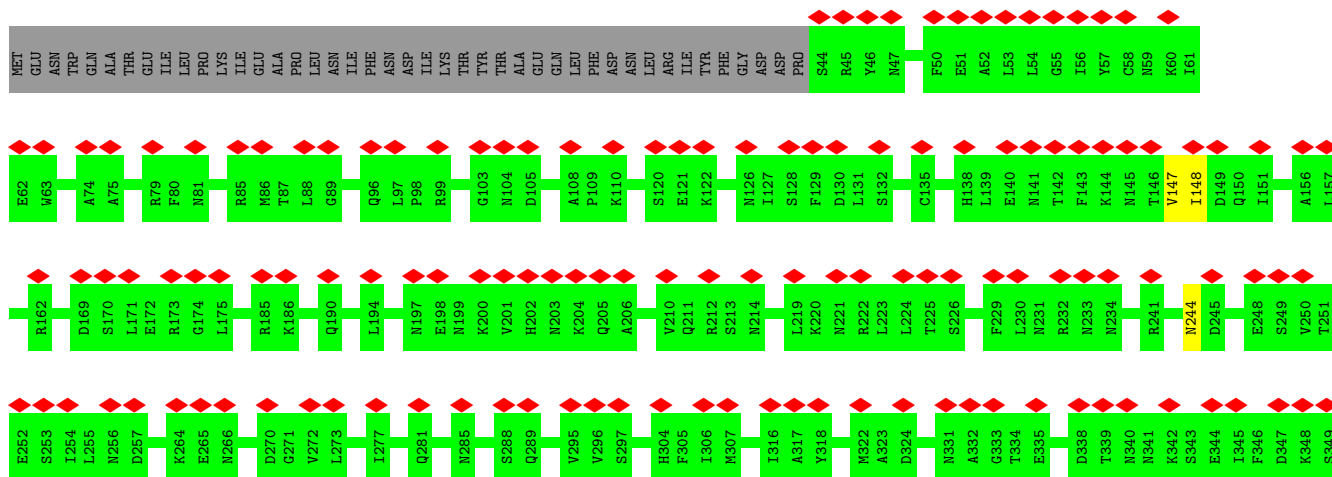 MET GLU ASN TRP GLN ALA THR GLU ILE LEU PRO LYS ILE GLU ALA PRO LEU ASN ILE PHE ASN ASP ILE LYS THR TYR THR THR ALA GLU GLN LEU PHE ASP ASN LEU ARG ILE TYR PHE GLY ASP ASP PRO S44 R45 Y46 N47 F50 E51 A52 L53 L54 G55 I56 Y57 C58 N59 K60 I61
E62 W63 A74 A75 R79 F80 N81 R85 M86 T87 L88 G89 Q96 L97 P98 R99 G103 N104 D105 A108 P109 K110 S120 E121 K122 N126 I127 S128 F129 D130 L131 S132 C135 H138 L139 E140 N141 T142 F143 K144 N145 T146 V147 I148 D149 Q150 I151 A156 L157
R162 D169 S170 L171 E172 R173 G174 L175 R185 K186 Q190 L194 N197 E198 N199 K200 V201 H202 N203 K204 Q205 A206 V210 Q211 R212 S213 N214 L219 K220 N221 R222 L223 L224 T225 S226 F229 L230 N231 R232 N233 N234 R241 N244 D245 E248 S249 V250 T251
E252 S253 I254 L255 N256 D257 K264 E265 N266 D270 G271 V272 L273 I277 Q281 N285 S288 Q289 V295 V296 S297 H304 F305 I306 M307 I316 A317 Y318 M322 A323 D324 N331 A332 G333 T334 E335 D338 T339 N340 N341 K342 S343 E344 I345 F346 D347 K348 S349